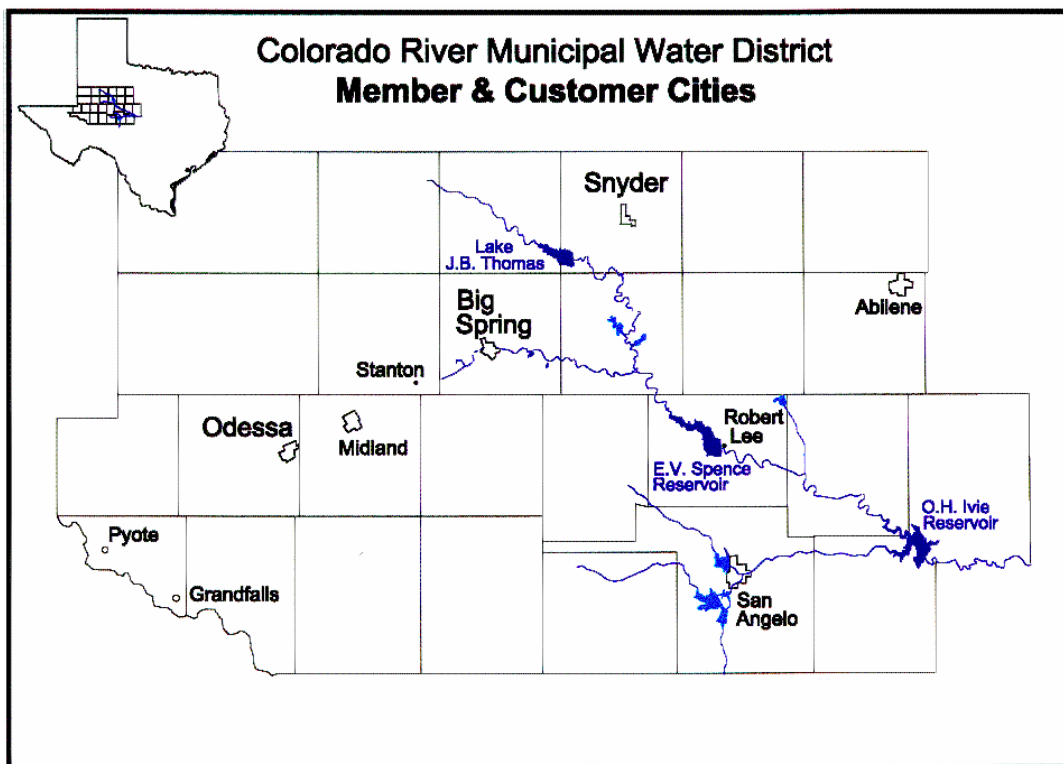 Colorado River Municipal Water District
Member & Customer Cities
Snyder
Lake
J.B. Thomas
Big
Spring
Abilene
Stanton
Odessa
Midland
Robert
Lee
E.V. Spence
Reservoir
O.H. Ivie
Reservoir
Pyote
Grandfalls
San
Angelo